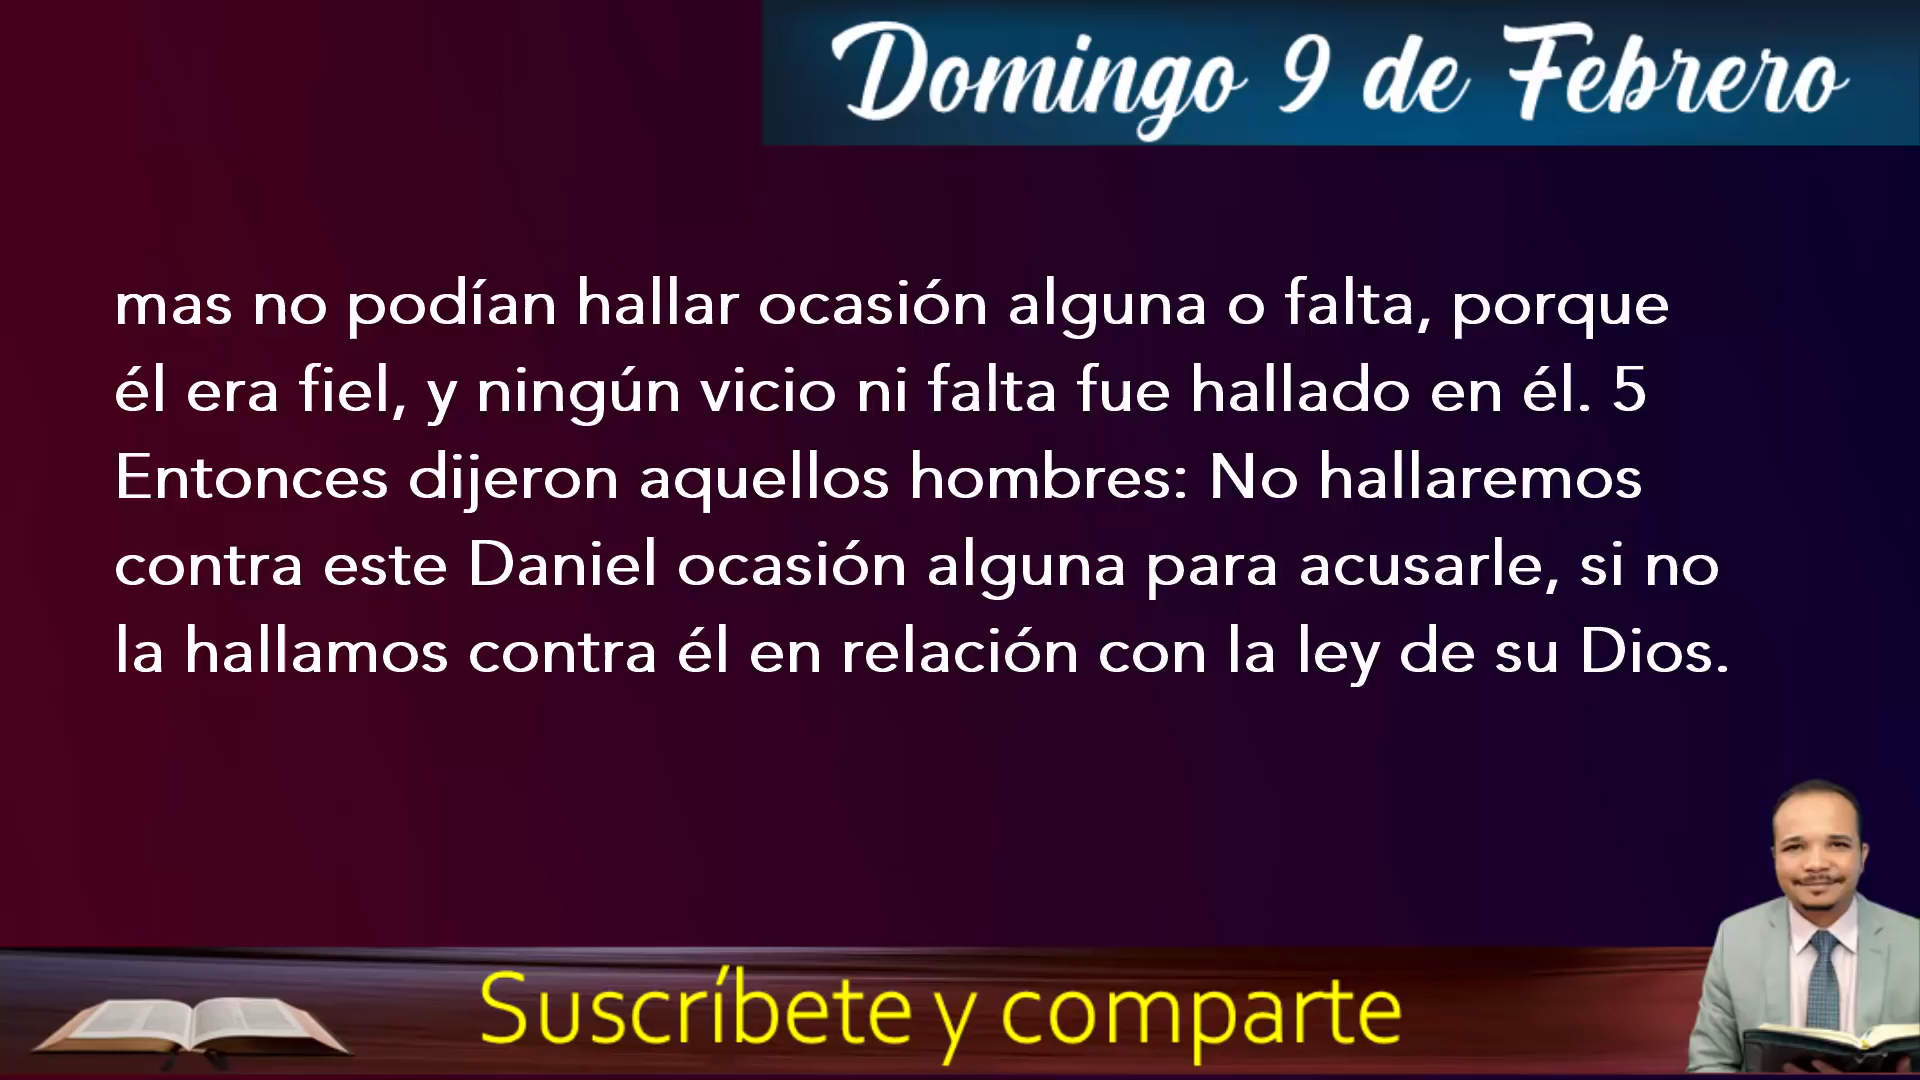 Domingo 9 de Febrero
mas no podían hallar ocasión alguna o falta, porque
él era fiel, y ningún vicio ni falta fue hallado en él. 5
Entonces dijeron aquellos hombres: No hallaremos
contra este Daniel ocasión alguna para acusarle, si no
la hallamos contra él en relación con la ley de su Dios.
Suscríbete y comparte